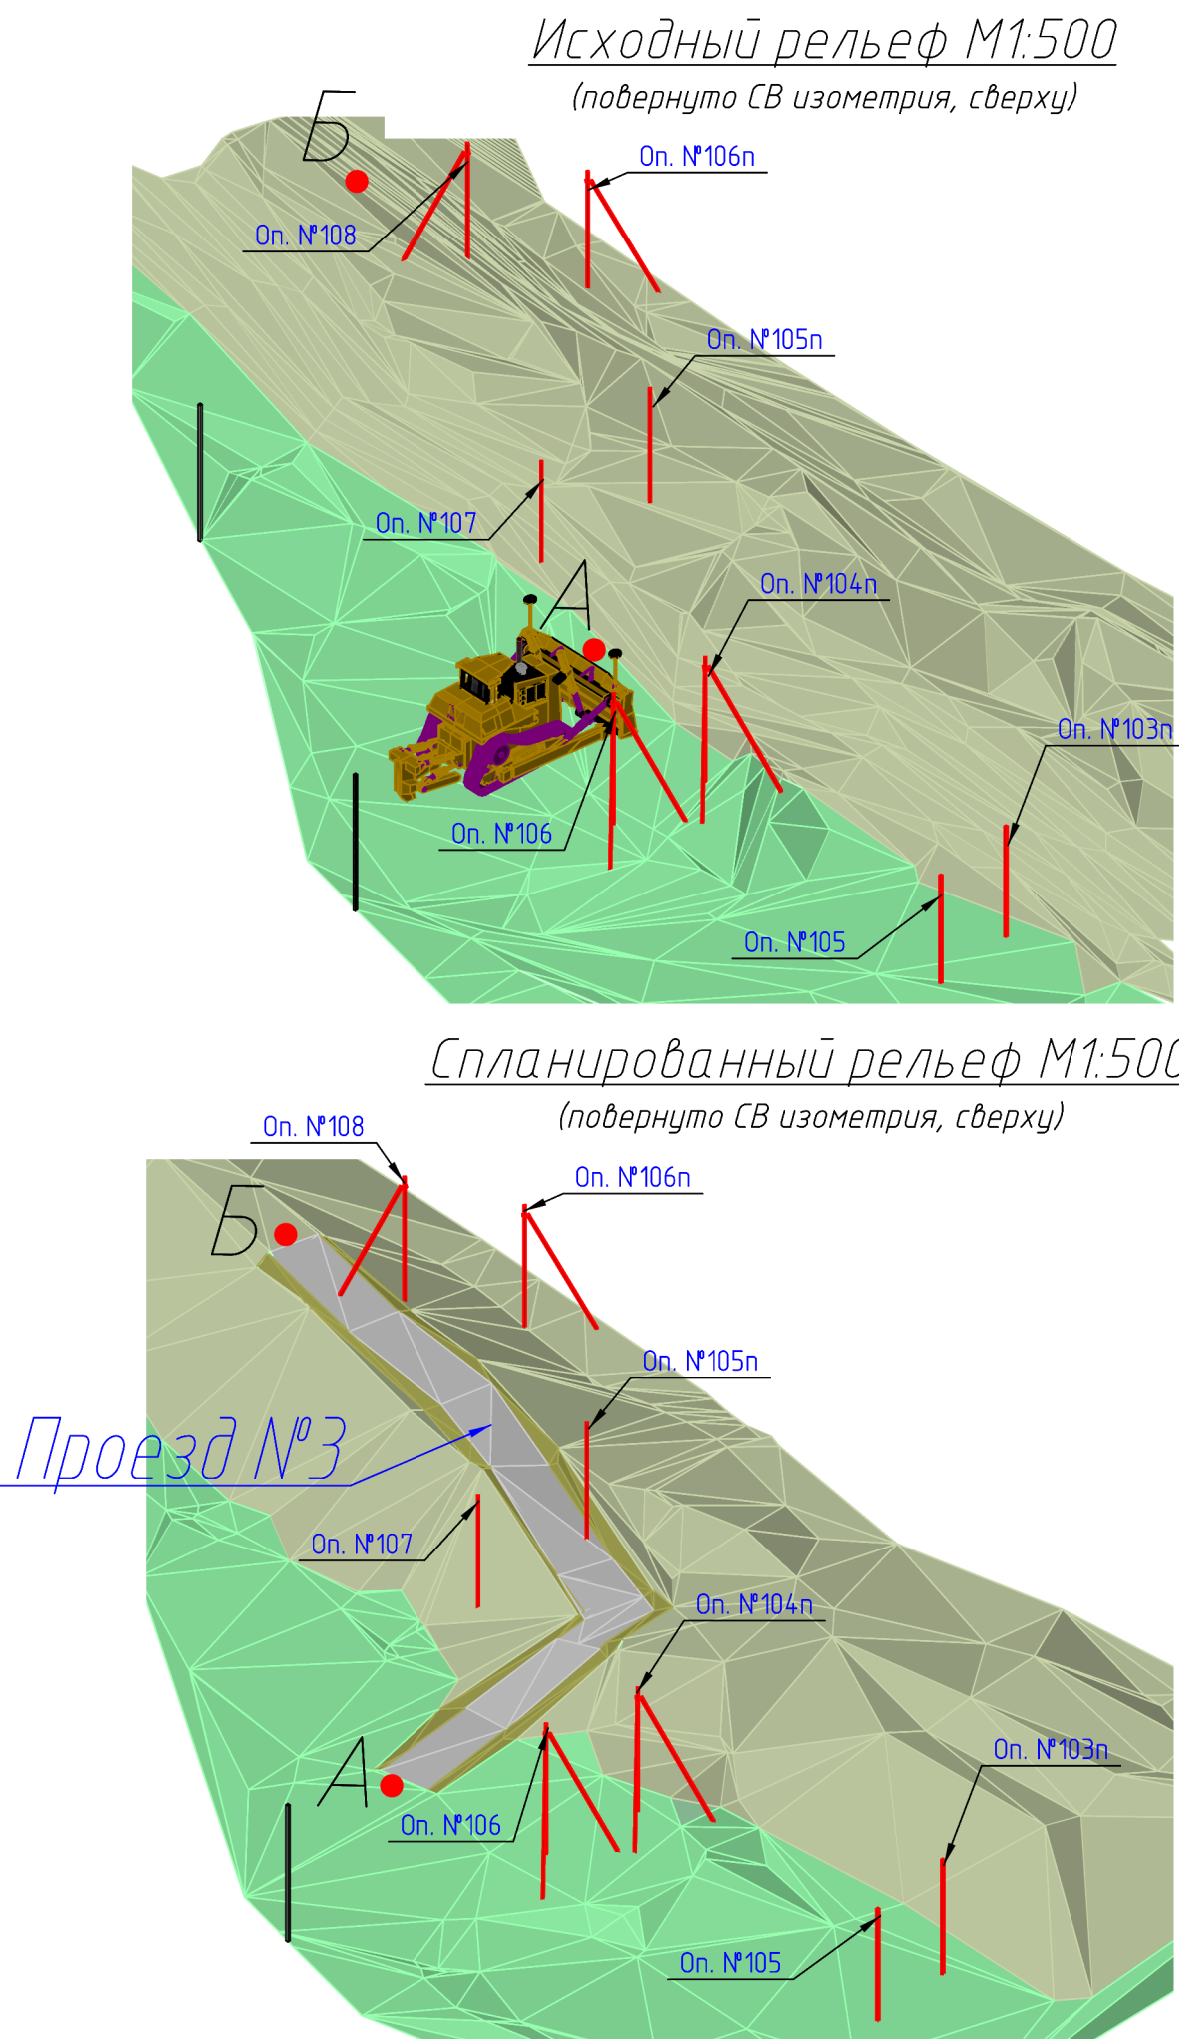 Исходный рельеф М1:500
(повернуто СВ изометрия, сверху)
Б
Оп. №106п
Оп. №108
Оп. №105п
Оп. №107
А
Оп. №104п
Оп. №103п
Оп. №106
Оп. №105
Спланированный рельеф М1:500
(повернуто СВ изометрия, сверху)
Оп. №108
Оп. №106п
Б
Оп. №105п
Проезд №3
Оп. №107
Оп. №104п
А
Оп. №103п
Оп. №106
Оп. №105